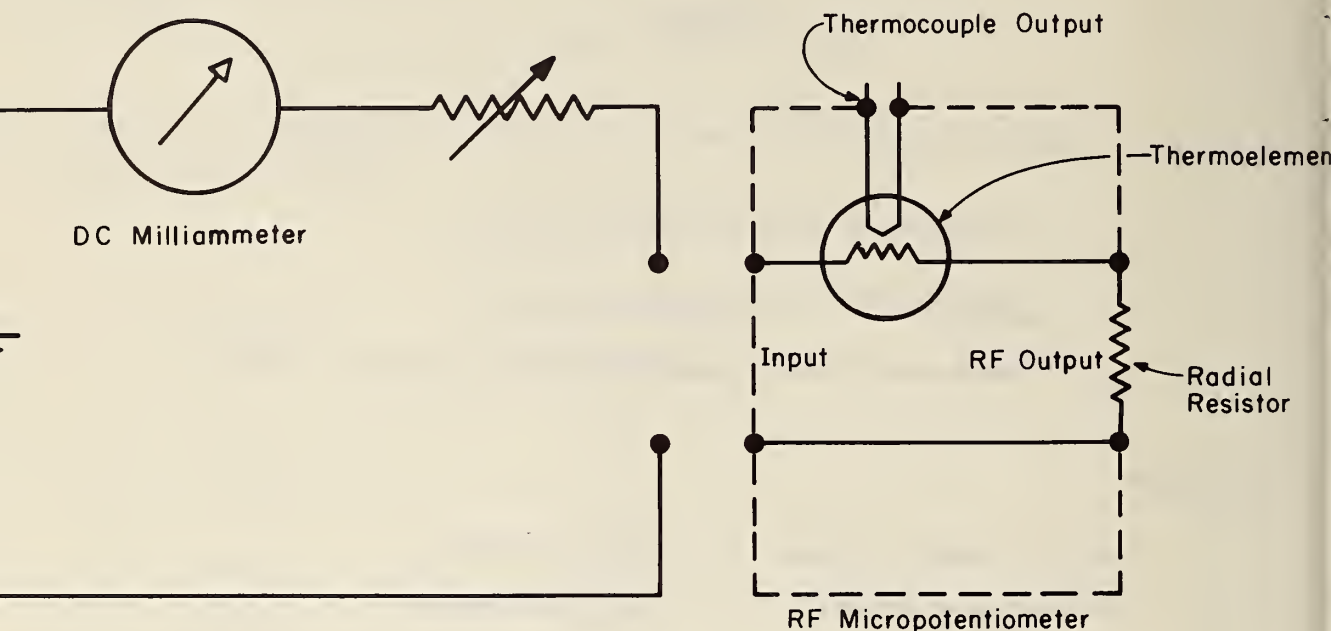 Thermocouple Output
Thermoelemen
DC Milliammeter
Input
RF Output
Radial
Resistor
RF Micropotentiometer